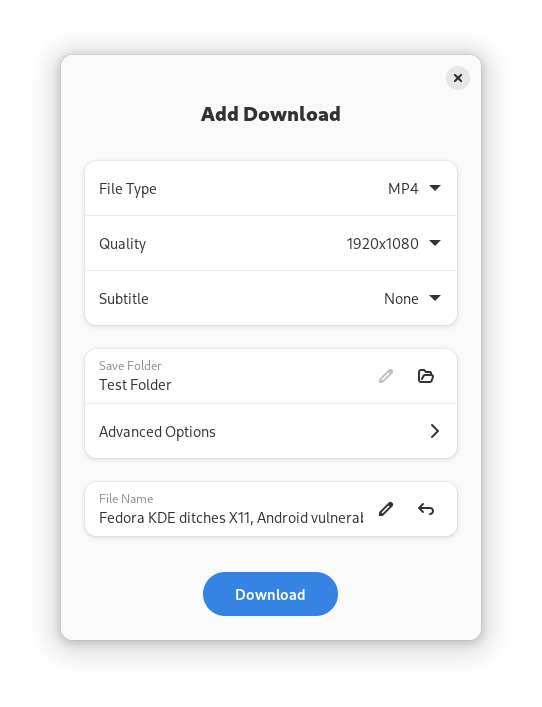 Add Download
File Type MP4
Quality 1920x1080
Subtitle None
Save Folder
Test Folder
Advanced Options
File Name
Fedora KDE ditches X11, Android vulnerab
Download